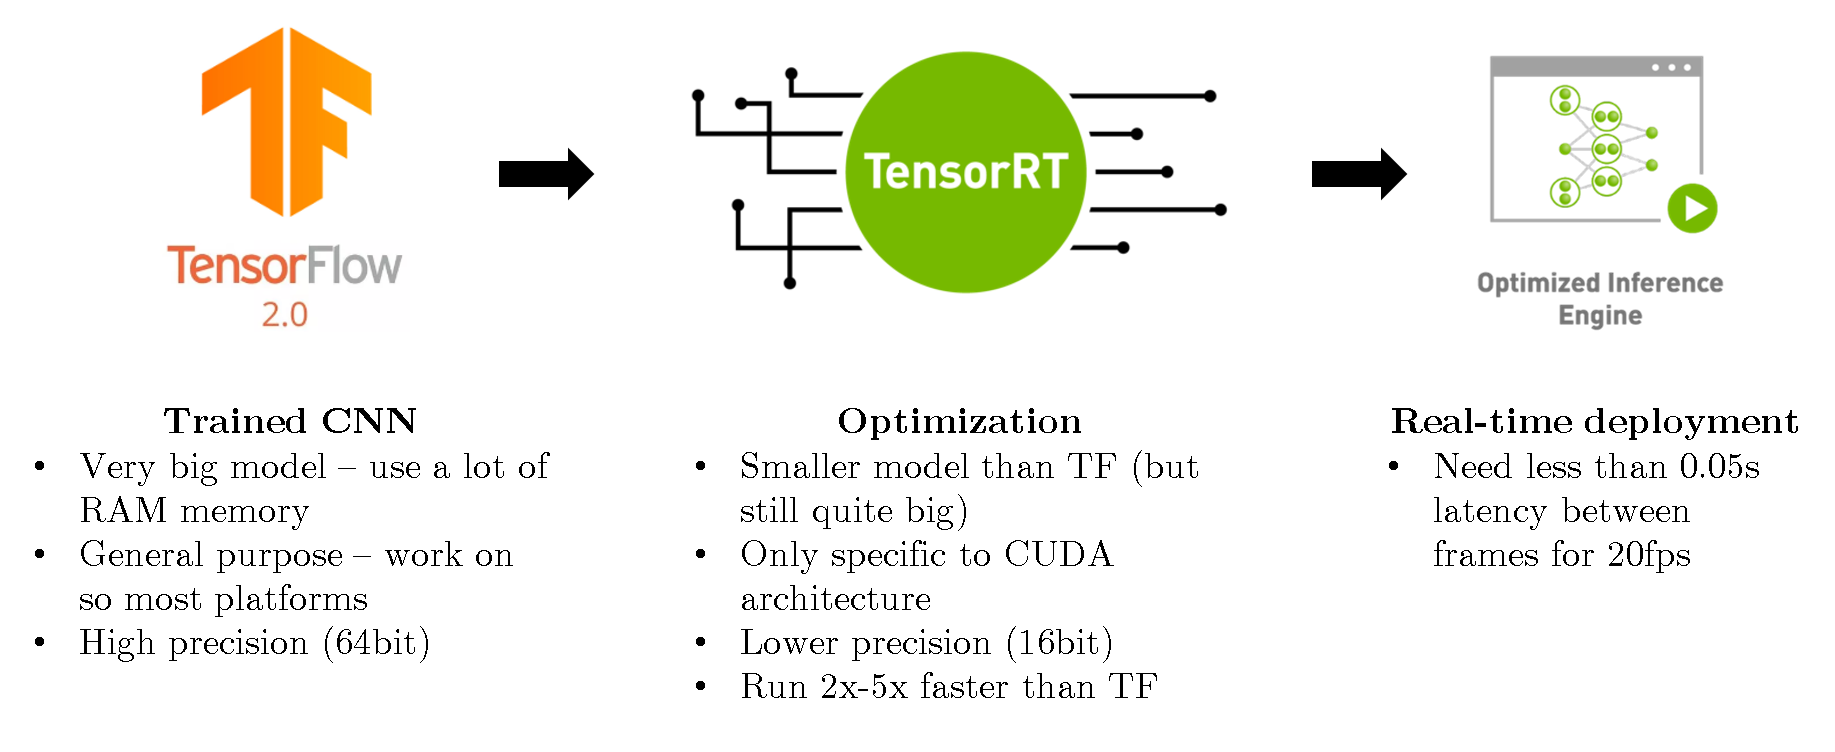 TensorFlow
2.0
TensorRT
Optimized Inference
Engine
Trained CNN
• Very big model – use a lot of
RAM memory
• General purpose – work on
so most platforms
• High precision (64bit)
Optimization
• Smaller model than TF (but
still quite big)
• Only specific to CUDA
architecture
• Lower precision (16bit)
• Run 2x-5x faster than TF
Real-time deployment
• Need less than 0.05s
latency between
frames for 20fps